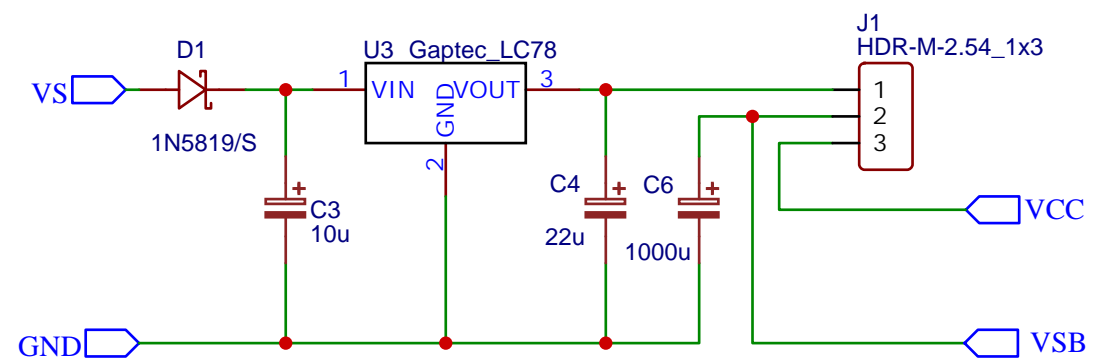 J1
HDR-M-2.54_1x3
D1
U3 Gaptec_LC78
VS
1
VIN
GND
VOUT
3
1
2
3
1N5819/S
2
+
C3
10u
C4
+
22u
C6
+
1000u
VCC
GND
VSB